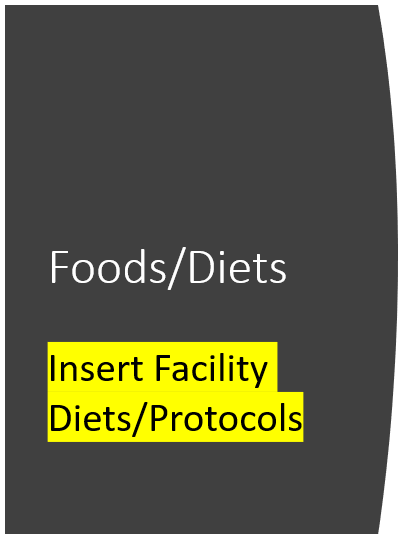 Foods/Diets
Insert Facility
Diets/Protocols